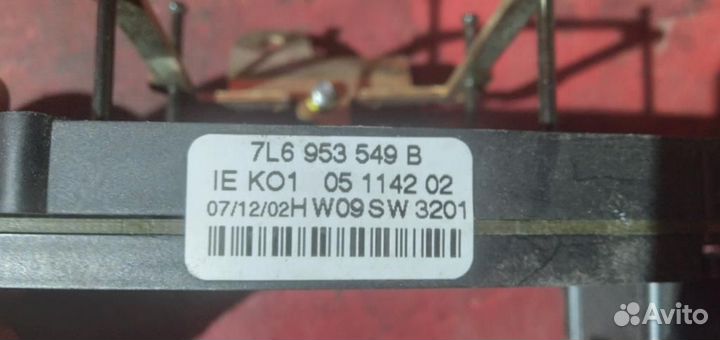 7L6 953 549 B
IE KO1 05 1142 02
07/12/02H W09 SW 3201
Avito